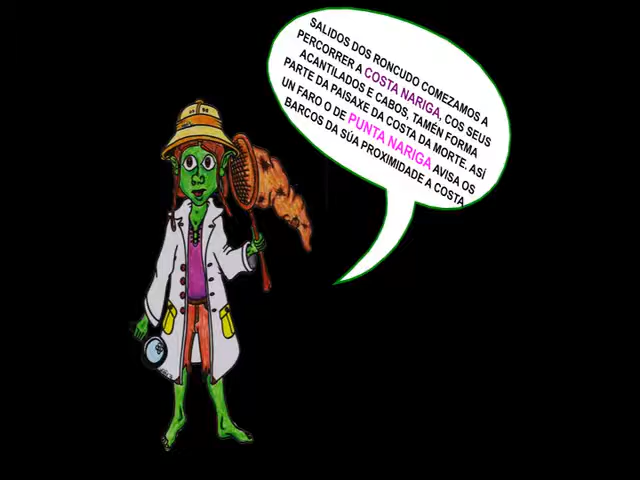 SALIDOS DOS RONCUDO COMEZAMOS A
PERCORRER A COSTA NARIGA, COS SEUS
ACANTILADOS E CABOS, TAMÉN FORMA
PARTE DA PAISAXE DA COSTA DA MORTE. ASÍ
UN FARO O DE PUNTA NARIGA AVISA OS
BARCOS DA SÚA PROXIMIDADE A COSTA